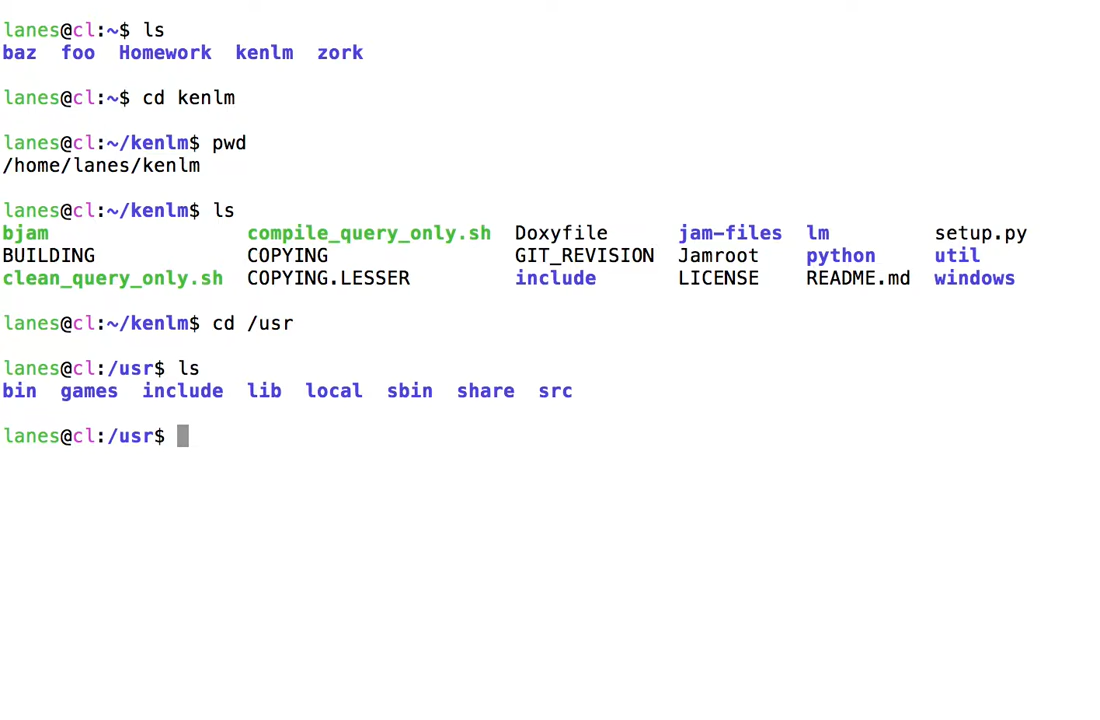 lanes@cl:~$ ls
baz  foo  Homework  kenlm  zork
lanes@cl:~$ cd kenlm
lanes@cl:~/kenlm$ pwd
/home/lanes/kenlm
lanes@cl:~/kenlm$ ls
bjam                 compile_query_only.sh  Doxyfile      jam-files  lm         setup.py
BUILDING             COPYING                GIT_REVISION  Jamroot    python     util
clean_query_only.sh  COPYING.LESSER         include       LICENSE    README.md  windows
lanes@cl:~/kenlm$ cd /usr
lanes@cl:/usr$ ls
bin  games  include  lib  local  sbin  share  src
lanes@cl:/usr$